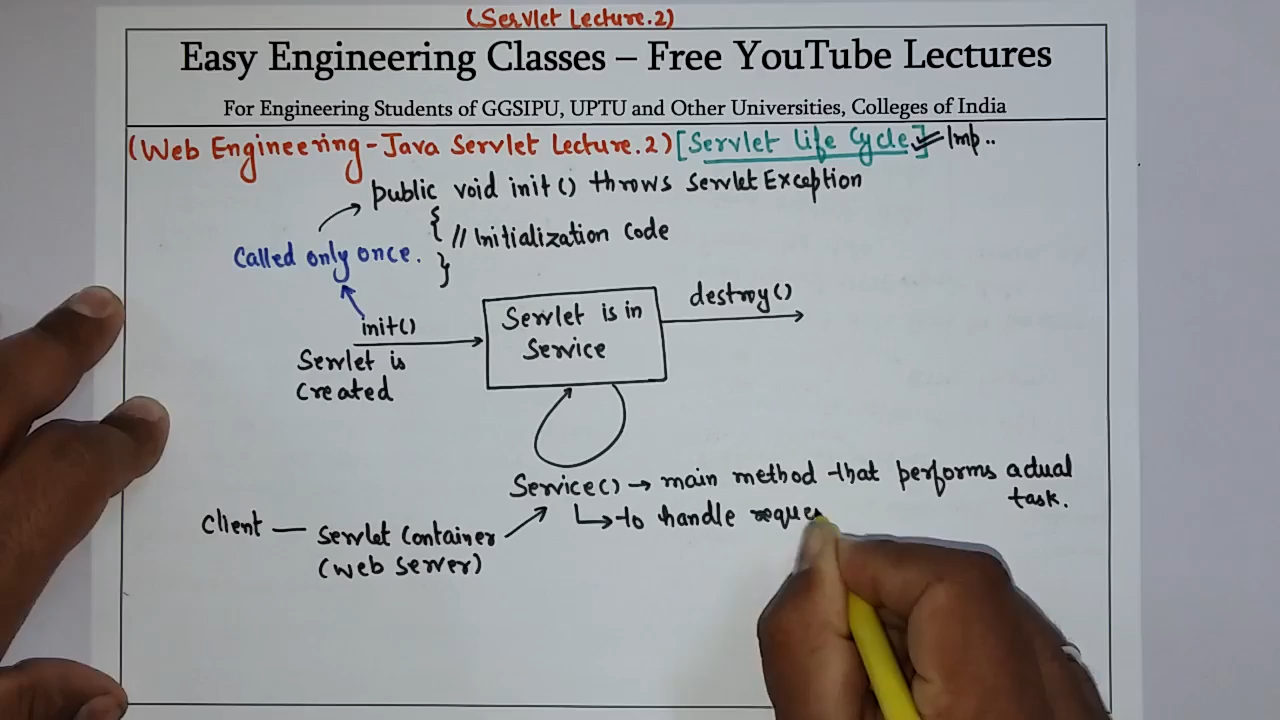 (Servlet Lecture.2)
Easy Engineering Classes – Free YouTube Lectures
For Engineering Students of GGSIPU, UPTU and Other Universities, Colleges of India
(Web Engineering-Java Servlet Lecture.2) [Servlet Life Cycle] Imp..
public void init() throws ServletException
{
// Initialization Code
Called only once.
}
init()
Servlet is
Created
Servlet is in
Service
destroy()
Service() → main method that performs actual
task.
to handle reques
Client — Servlet Container
(Web Server)